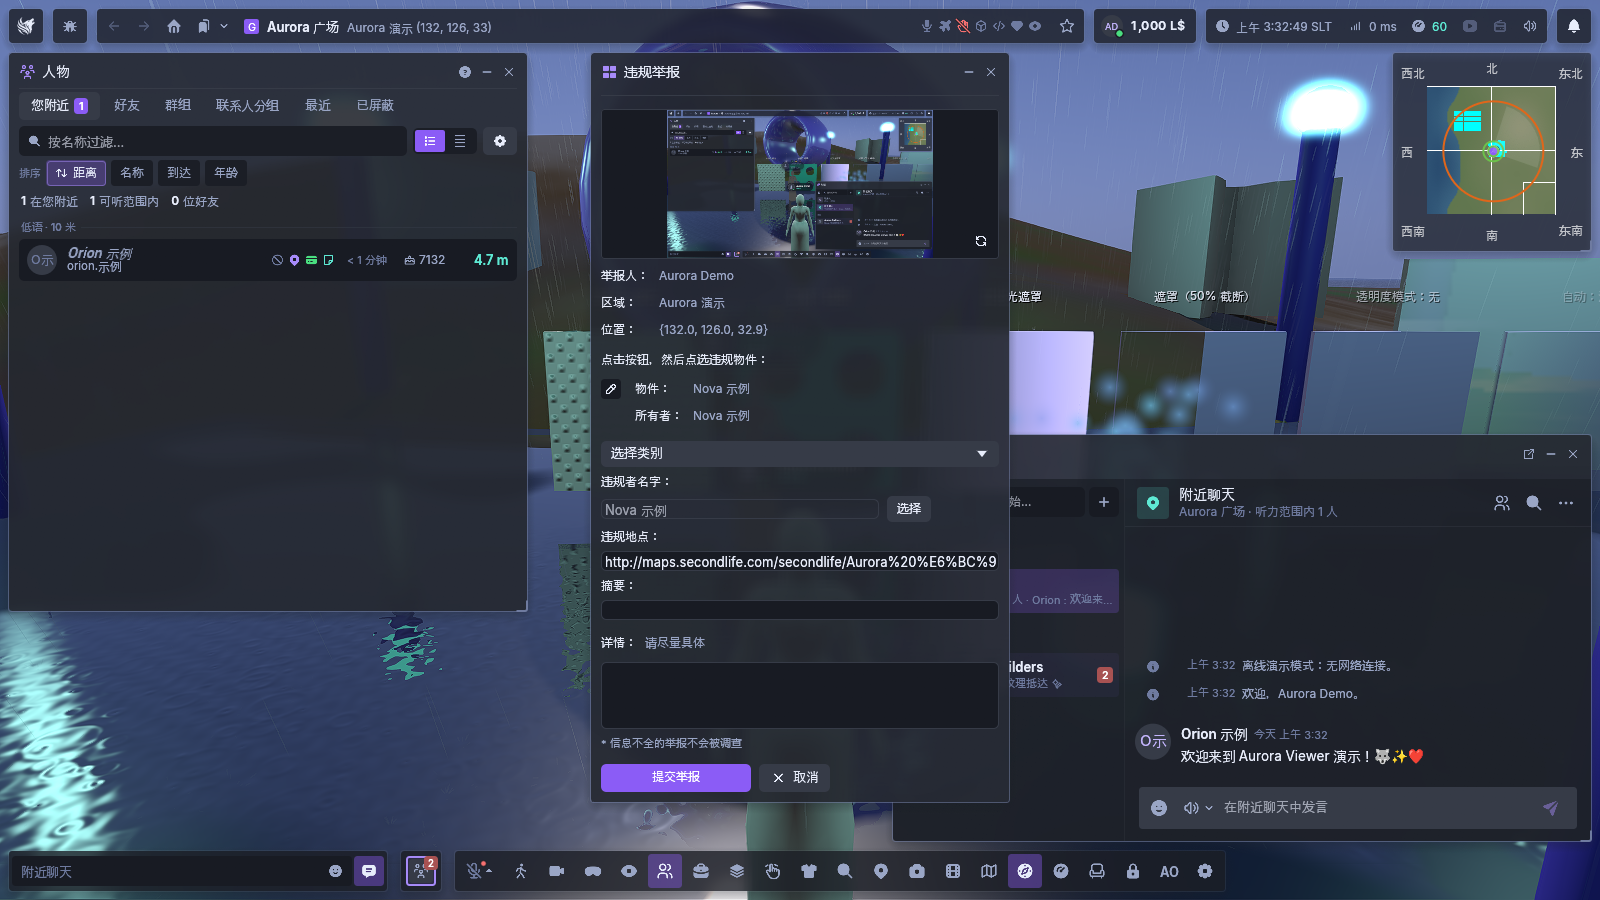 G Aurora 广场 Aurora 演示 (132, 126, 33)
AD 1,000 L$
上午 3:32:49 SLT 0 ms 60
人物
您附近 1 好友 群组 联系人分组 最近 已屏蔽
按名称过滤...
排序 距离 名称 到达 年龄
1 在您附近 1 可听范围内 0 位好友
低语 · 10 米
O示 Orion 示例
orion.示例
< 1 分钟 7132 4.7 m
违规举报
举报人： Aurora Demo
区域： Aurora 演示
位置： {132.0, 126.0, 32.9}
点击按钮，然后点选违规物件：
物件： Nova 示例
所有者： Nova 示例
选择类别
违规者名字：
Nova 示例 选择
违规地点：
http://maps.secondlife.com/secondlife/Aurora%20%E6%BC%9
摘要：
详情： 请尽量具体
* 信息不全的举报不会被调查
提交举报 取消
西北 北 东北
西 东
西南 南 东南
光遮罩 遮罩（50% 截断） 透明度模式：无 自动：
始...
人 · Orion：欢迎来...
ilders
纹理抵达
2
附近聊天
Aurora 广场 · 听力范围内 1 人
上午 3:32 离线演示模式：无网络连接。
上午 3:32 欢迎，Aurora Demo。
O示 Orion 示例 今天 上午 3:32
欢迎来到 Aurora Viewer 演示！🐺✨❤️
在附近聊天中发言
附近聊天
2
AO